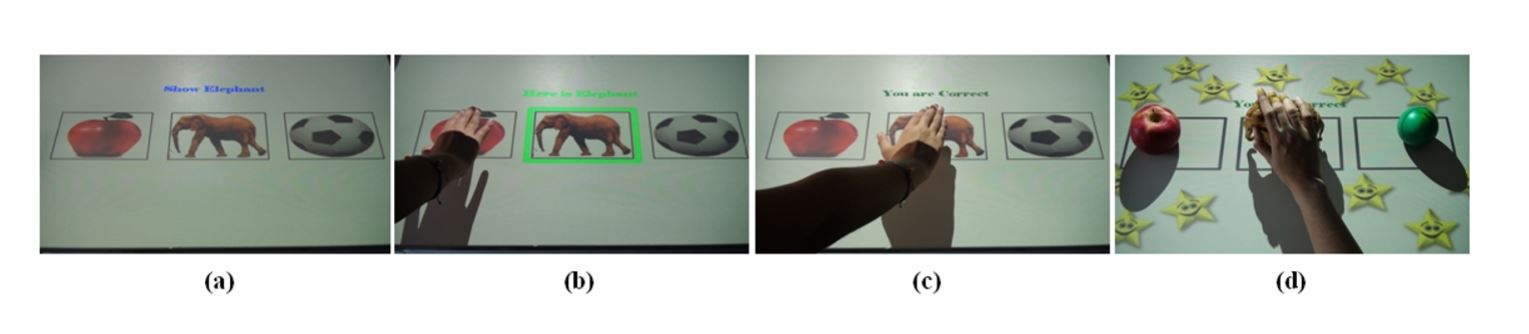 Show Elephant
Here is Elephant
You are Correct
(a)
(b)
(c)
(d)